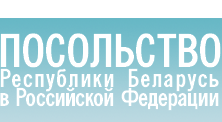 ПОСОЛЬСТВО
Республики Беларусь
в Российской Федерации